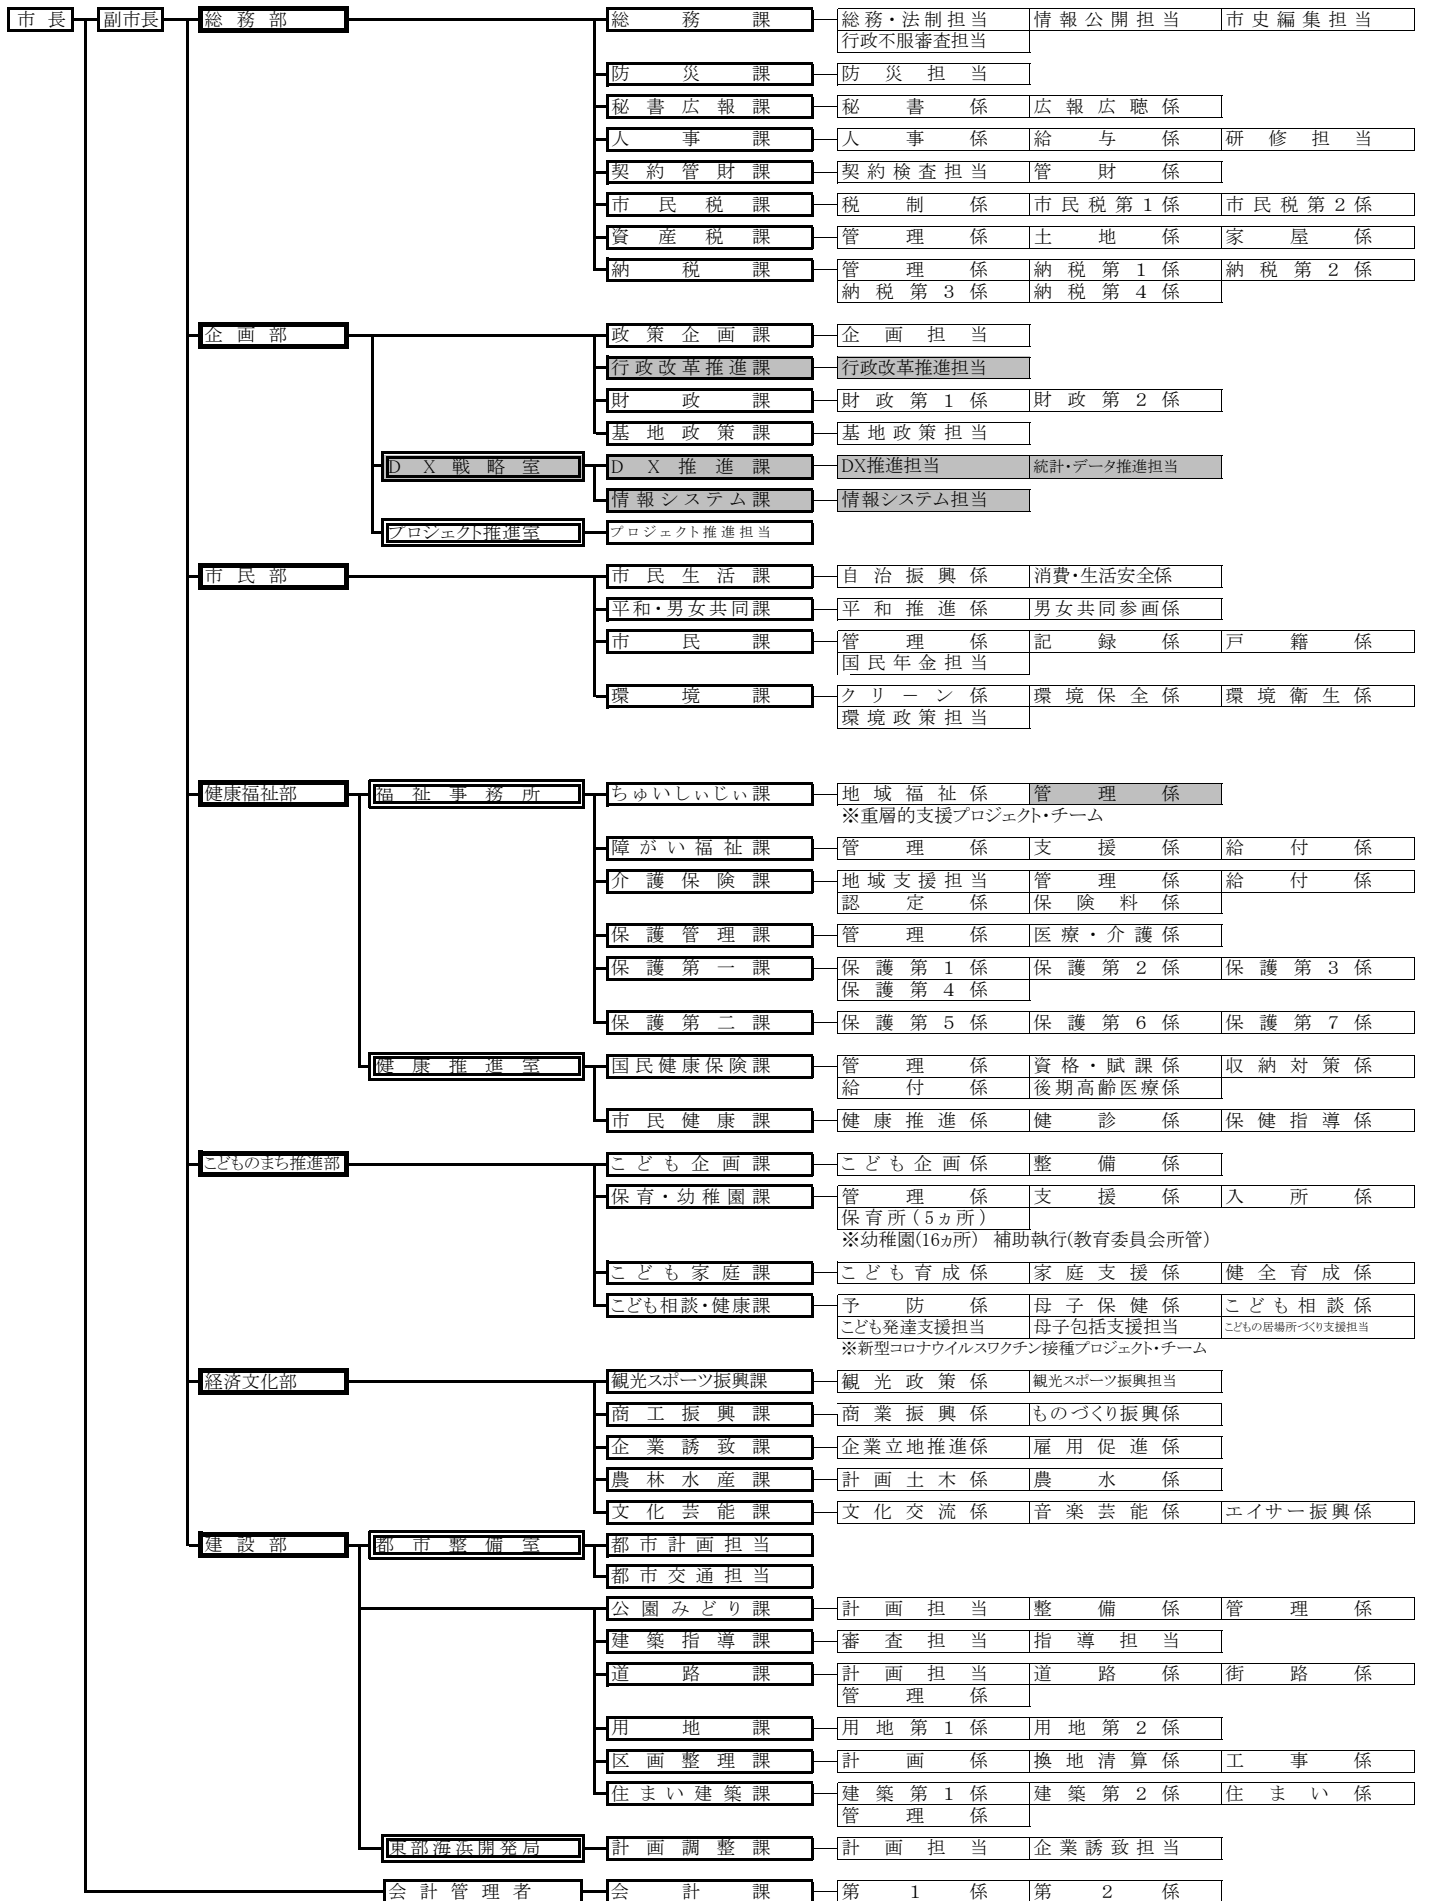 市長 副市長 総務部 総務課 総務・法制担当 情報公開担当 市史編集担当
行政不服審査担当
防災課 防災担当
秘書広報課 秘書係 広報広聴係
人事課 人事係 給与係 研修担当
契約管財課 契約検査担当 管財係
市民税課 税制係 市民税第1係 市民税第2係
資産税課 管理係 土地係 家屋係
納税課 管理係 納税第1係 納税第2係
納税第3係 納税第4係
企画部 政策企画課 企画担当
行政改革推進課 行政改革推進担当
財政課 財政第1係 財政第2係
基地政策課 基地政策担当
DX戦略室 DX推進課 DX推進担当 統計・データ推進担当
情報システム課 情報システム担当
プロジェクト推進室 プロジェクト推進担当
市民部 市民生活課 自治振興係 消費・生活安全係
平和・男女共同課 平和推進係 男女共同参画係
市民課 管理係 記録係 戸籍係
国民年金担当
環境課 クリーン係 環境保全係 環境衛生係
環境政策担当
健康福祉部 福祉事務所 ちゅいしぃじぃ課 地域福祉係 管理係
※重層的支援プロジェクト・チーム
障がい福祉課 管理係 支援係 給付係
介護保険課 地域支援担当 管理係 給付係
認定係 保険料係
保護管理課 管理係 医療・介護係
保護第一課 保護第1係 保護第2係 保護第3係
保護第4係
保護第二課 保護第5係 保護第6係 保護第7係
健康推進室 国民健康保険課 管理係 資格・賦課係 収納対策係
給付係 後期高齢医療係
市民健康課 健康推進係 健診係 保健指導係
こどものまち推進部 こども企画課 こども企画係 整備係
保育・幼稚園課 管理係 支援係 入所係
保育所(5ヵ所)
※幼稚園(16ヵ所) 補助執行(教育委員会所管)
こども家庭課 こども育成係 家庭支援係 健全育成係
こども相談・健康課 予防係 母子保健係 こども相談係
こども発達支援担当 母子包括支援担当 こどもの居場所づくり支援担当
※新型コロナウイルスワクチン接種プロジェクト・チーム
経済文化部 観光スポーツ振興課 観光政策係 観光スポーツ振興担当
商工振興課 商業振興係 ものづくり振興係
企業誘致課 企業立地推進係 雇用促進係
農林水産課 計画土木係 農水係
文化芸能課 文化交流係 音楽芸能係 エイサー振興係
建設部 都市整備室 都市計画担当
都市交通担当
公園みどり課 計画担当 整備係 管理係
建築指導課 審査担当 指導担当
道路課 計画担当 道路係 街路係
管理係
用地課 用地第1係 用地第2係
区画整理課 計画係 換地清算係 工事係
住まい建築課 建築第1係 建築第2係 住まい係
管理係
東部海浜開発局 計画調整課 計画担当 企業誘致担当
会計管理者 会計課 第1係 第2係